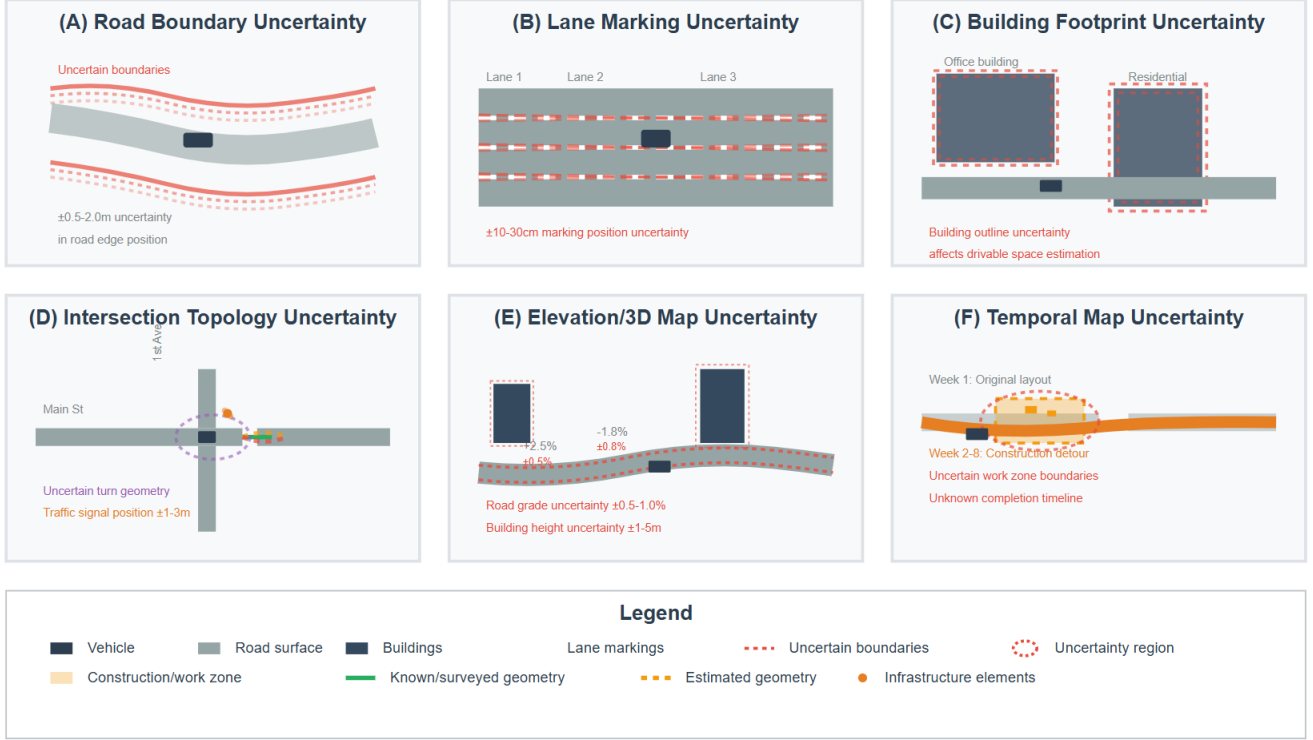 (A) Road Boundary Uncertainty
Uncertain boundaries
±0.5-2.0m uncertainty
in road edge position
(B) Lane Marking Uncertainty
Lane 1
Lane 2
Lane 3
±10-30cm marking position uncertainty
(C) Building Footprint Uncertainty
Office building
Residential
Building outline uncertainty
affects drivable space estimation
(D) Intersection Topology Uncertainty
1st Ave
Main St
Uncertain turn geometry
Traffic signal position ±1-3m
(E) Elevation/3D Map Uncertainty
+2.5%
±0.5%
-1.8%
±0.8%
Road grade uncertainty ±0.5-1.0%
Building height uncertainty ±1-5m
(F) Temporal Map Uncertainty
Week 1: Original layout
Week 2-8: Construction detour
Uncertain work zone boundaries
Unknown completion timeline
Legend
Vehicle
Road surface
Buildings
Lane markings
Uncertain boundaries
Uncertainty region
Construction/work zone
Known/surveyed geometry
Estimated geometry
Infrastructure elements